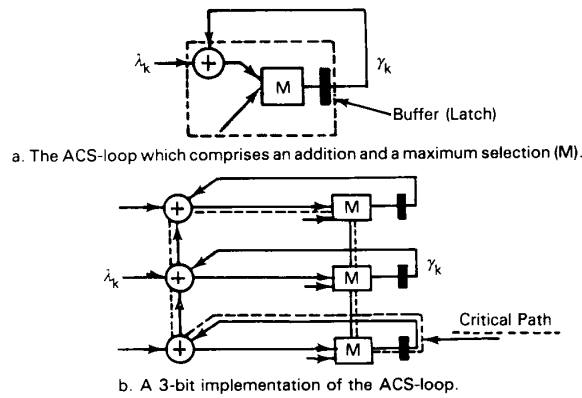 +
λk
γk
M
Buffer (Latch)
a. The ACS-loop which comprises an addition and a maximum selection (M).
+
M
λk
+
M
γk
Critical Path
+
M
b. A 3-bit implementation of the ACS-loop.